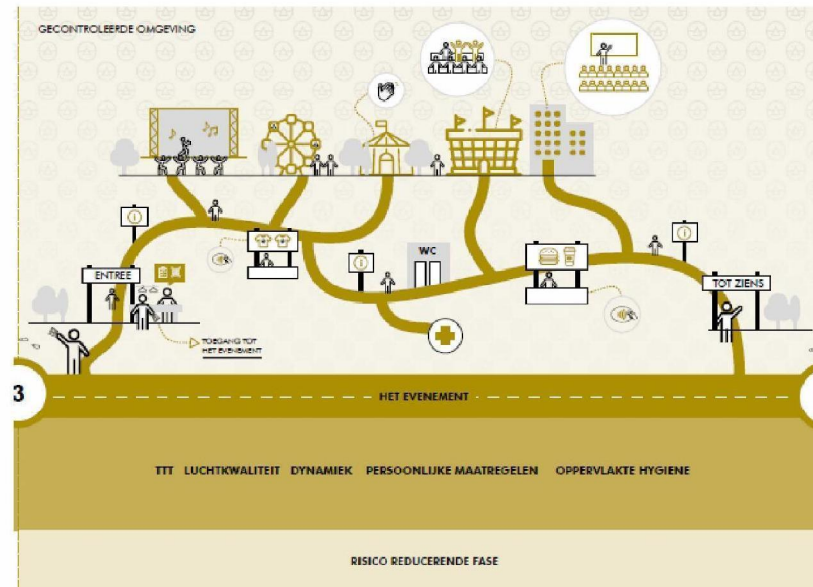 GECONTROLEERDE OMGEVING
WC
ENTREE
TOT ZIENS
TOEGANG TOT
HET EVENEMENT
3
HET EVENEMENT
TTT LUCHTKWALITEIT DYNAMIEK PERSOONLIJKE MAATREGELEN OPPERVLAKTE HYGIENE
RISICO REDUCERENDE FASE